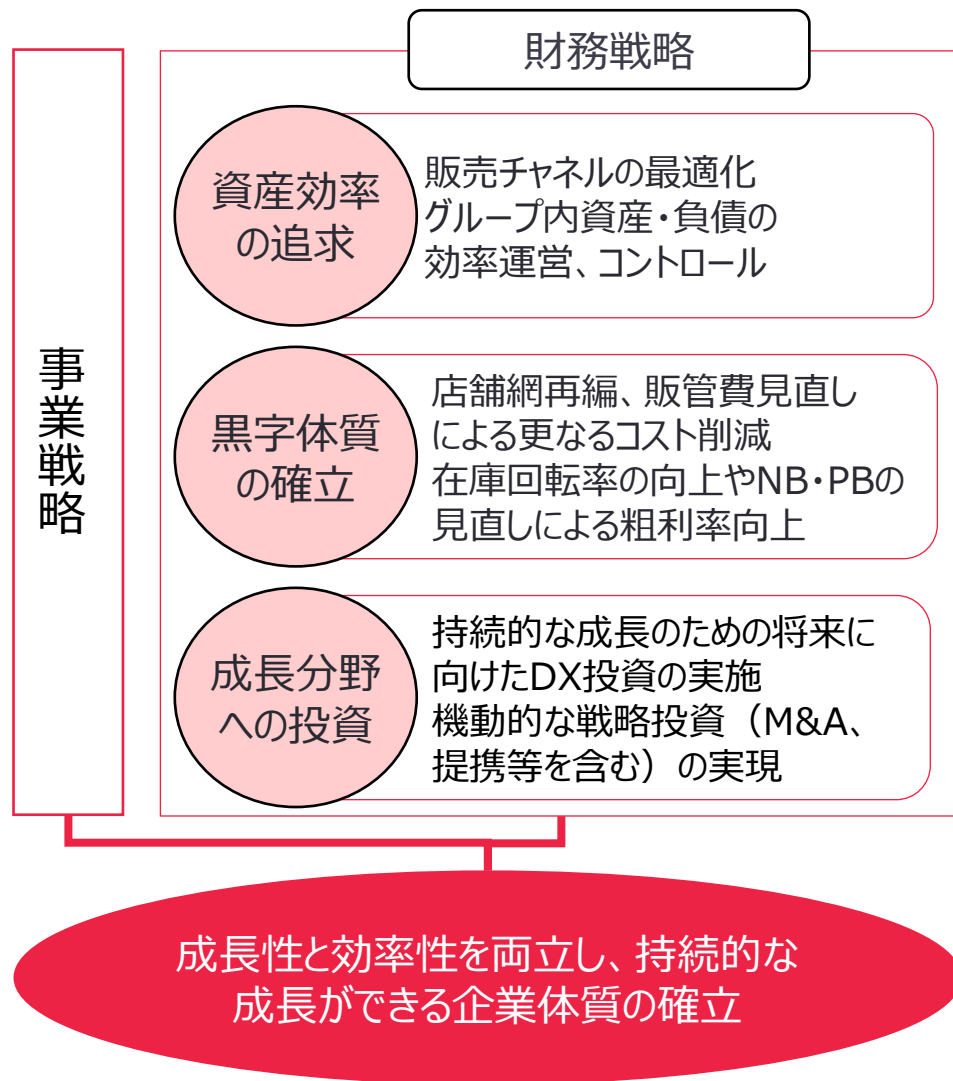 財務戦略
事業戦略
資産効率
の追求
販売チャネルの最適化
グループ内資産・負債の
効率運営、コントロール
黒字体質
の確立
店舗網再編、販管費見直し
による更なるコスト削減
在庫回転率の向上やNB・PBの
見直しによる粗利率向上
成長分野
への投資
持続的な成長のための将来に
向けたDX投資の実施
機動的な戦略投資（M&A、
提携等を含む）の実現
成長性と効率性を両立し、持続的な
成長ができる企業体質の確立